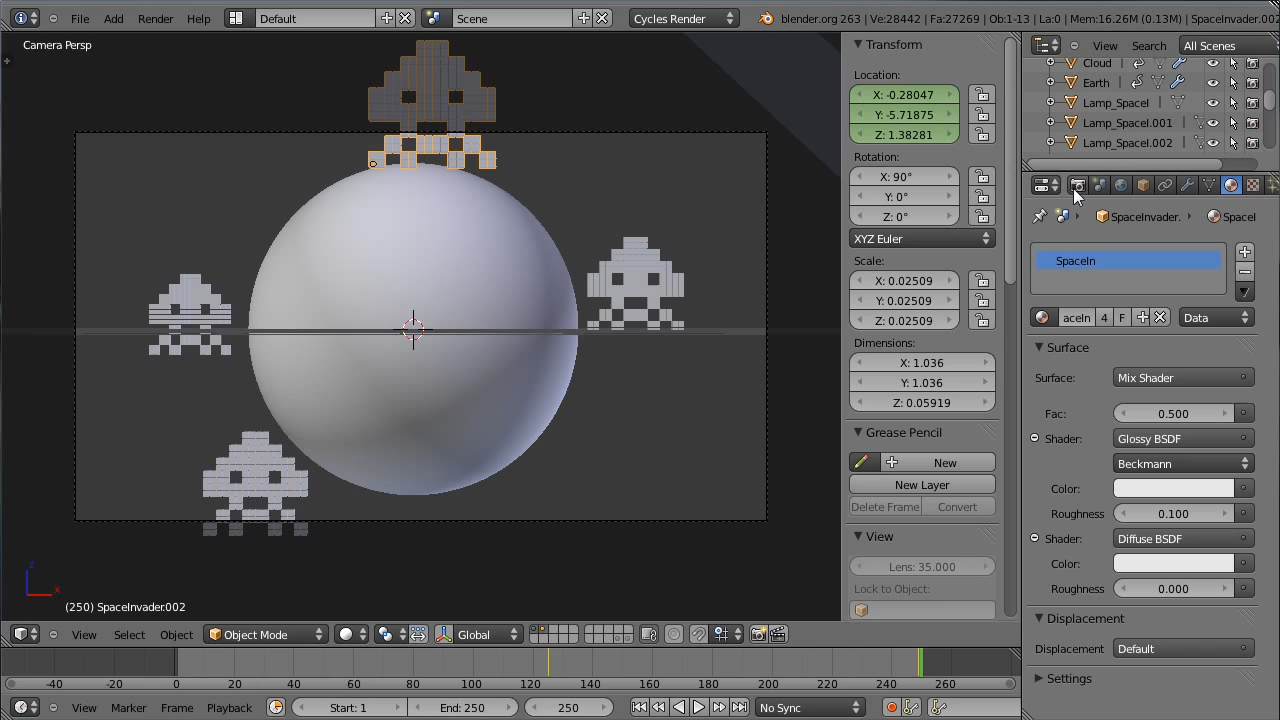 File Add Render Help Default Scene Cycles Render blender.org 263 | Ve:28442 | Fa:27269 | Ob:1-13 | La:0 | Mem:16.26M (0.13M) | SpaceInvader.002
Camera Persp
(250) SpaceInvader.002
View Select Object Object Mode Global
Transform
Location:
X: -0.28047
Y: -5.71875
Z: 1.38281
Rotation:
X: 90°
Y: 0°
Z: 0°
XYZ Euler
Scale:
X: 0.02509
Y: 0.02509
Z: 0.02509
Dimensions:
X: 1.036
Y: 1.036
Z: 0.05919
Grease Pencil
New
New Layer
Delete Frame Convert
View
Lens: 35.000
Lock to Object:
View Search All Scenes
Cloud
Earth
Lamp_SpaceI
Lamp_SpaceI.001
Lamp_SpaceI.002
SpaceInvader. SpaceI
SpaceIn
aceIn 4 F Data
Surface
Surface: Mix Shader
Fac: 0.500
Shader: Glossy BSDF
Beckmann
Color:
Roughness 0.100
Shader: Diffuse BSDF
Color:
Roughness 0.000
Displacement
Displacement Default
Settings
-40 -20 0 20 40 60 80 100 120 140 160 180 200 220 240 260
View Marker Frame Playback Start: 1 End: 250 250 No Sync